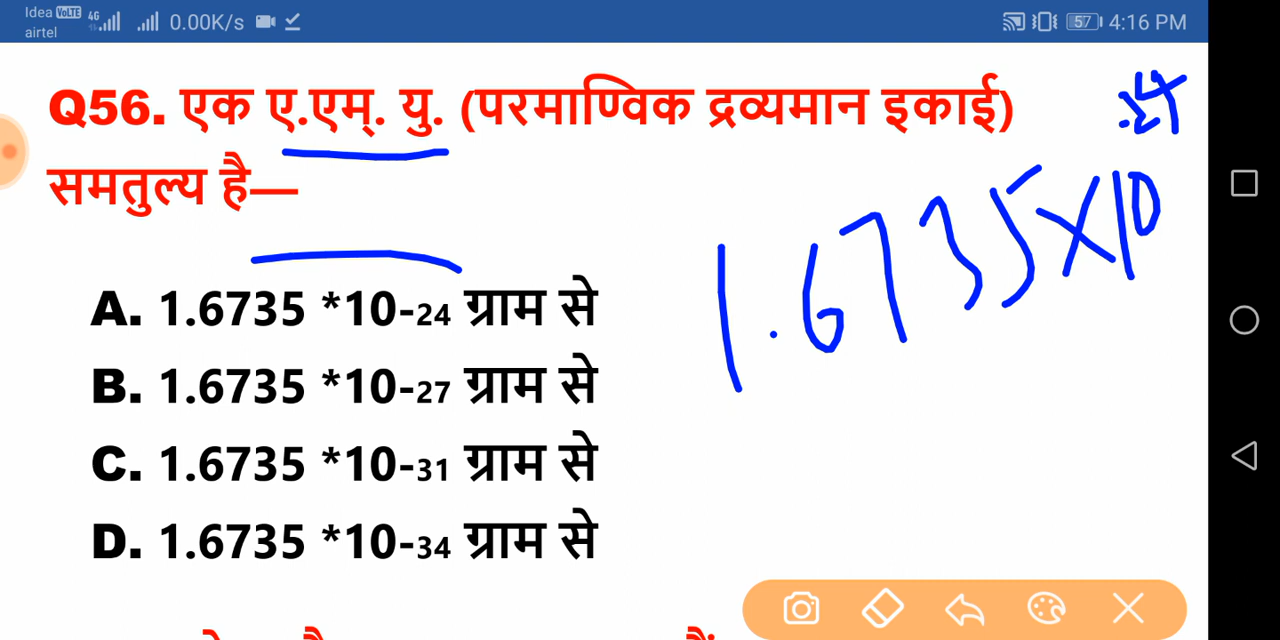 Idea VoLTE 4G 0.00K/s 57 4:16 PM
airtel
Q56. एक ए.एम्. यु. (परमाण्विक द्रव्यमान इकाई)
समतुल्य है—
A. 1.6735 *10-24 ग्राम से
B. 1.6735 *10-27 ग्राम से
C. 1.6735 *10-31 ग्राम से
D. 1.6735 *10-34 ग्राम से
1.6735×10